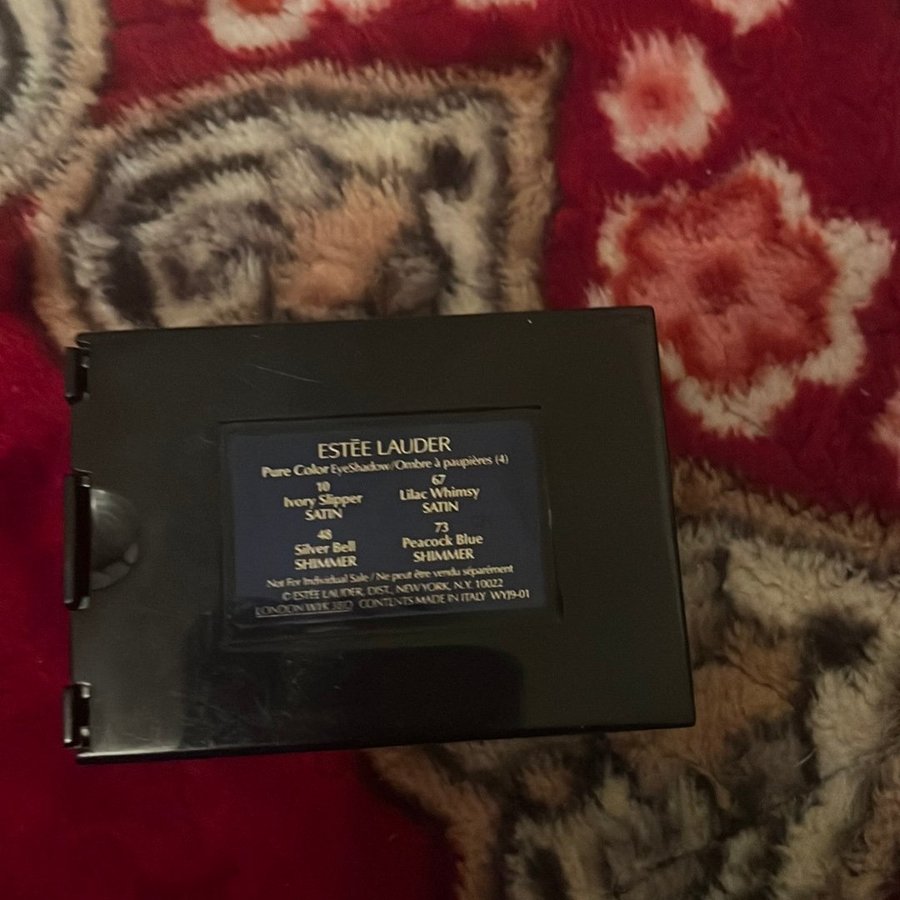 ESTĒE LAUDER
Pure Color EyeShadow/Ombre à paupières (4)
10
Ivory Slipper
SATIN
67
Lilac Whimsy
SATIN
48
Silver Bell
SHIMMER
73
Peacock Blue
SHIMMER
Not For Individual Sale / Ne peut être vendu séparément
© ESTĒE LAUDER, DIST., NEW YORK, N.Y. 10022
LONDON W1K 3BQ CONTENTS MADE IN ITALY WYJ9-01